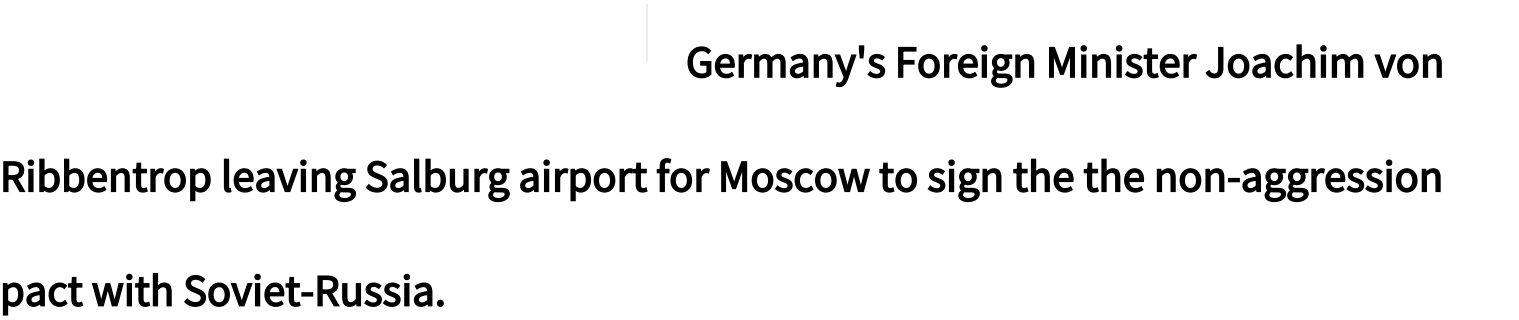 Germany's Foreign Minister Joachim von
Ribbentrop leaving Salburg airport for Moscow to sign the the non-aggression
pact with Soviet-Russia.